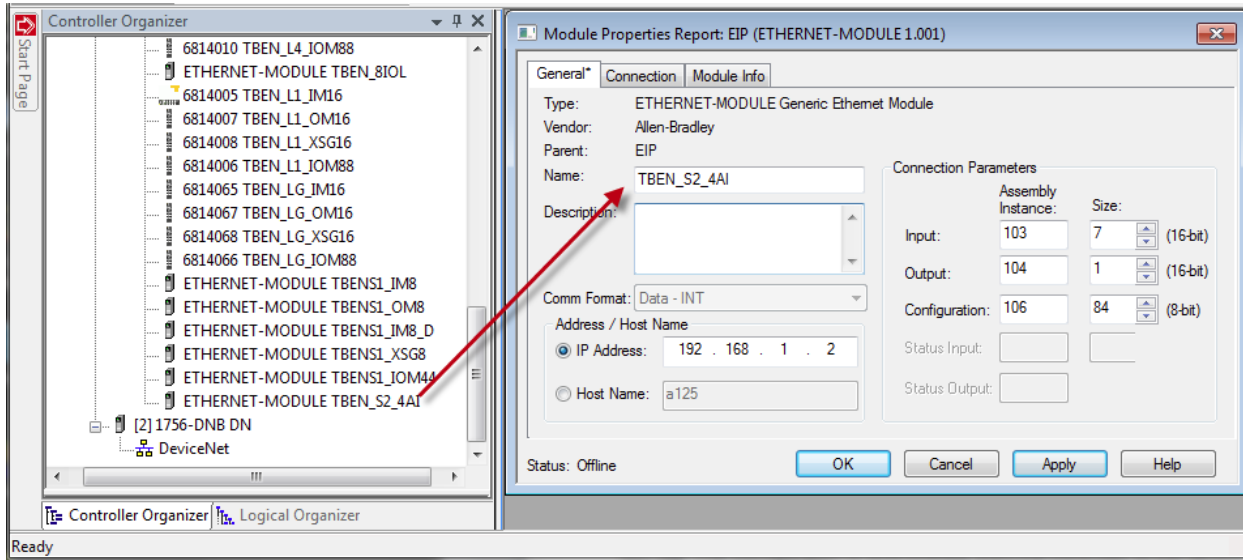 Controller Organizer
Start Page
6814010 TBEN_L4_IOM88
ETHERNET-MODULE TBEN_8IOL
6814005 TBEN_L1_IM16
6814007 TBEN_L1_OM16
6814008 TBEN_L1_XSG16
6814006 TBEN_L1_IOM88
6814065 TBEN_LG_IM16
6814067 TBEN_LG_OM16
6814068 TBEN_LG_XSG16
6814066 TBEN_LG_IOM88
ETHERNET-MODULE TBENS1_IM8
ETHERNET-MODULE TBENS1_OM8
ETHERNET-MODULE TBENS1_IM8_D
ETHERNET-MODULE TBENS1_XSG8
ETHERNET-MODULE TBENS1_IOM44
ETHERNET-MODULE TBEN_S2_4AI
[2] 1756-DNB DN
DeviceNet
Controller Organizer Logical Organizer
Ready
Module Properties Report: EIP (ETHERNET-MODULE 1.001)
General* Connection Module Info
Type: ETHERNET-MODULE Generic Ethernet Module
Vendor: Allen-Bradley
Parent: EIP
Name: TBEN_S2_4AI
Description:
Comm Format: Data - INT
Address / Host Name
IP Address: 192 . 168 . 1 . 2
Host Name: a125
Connection Parameters
Assembly Instance: Size:
Input: 103 7 (16-bit)
Output: 104 1 (16-bit)
Configuration: 106 84 (8-bit)
Status Input:
Status Output:
Status: Offline
OK Cancel Apply Help